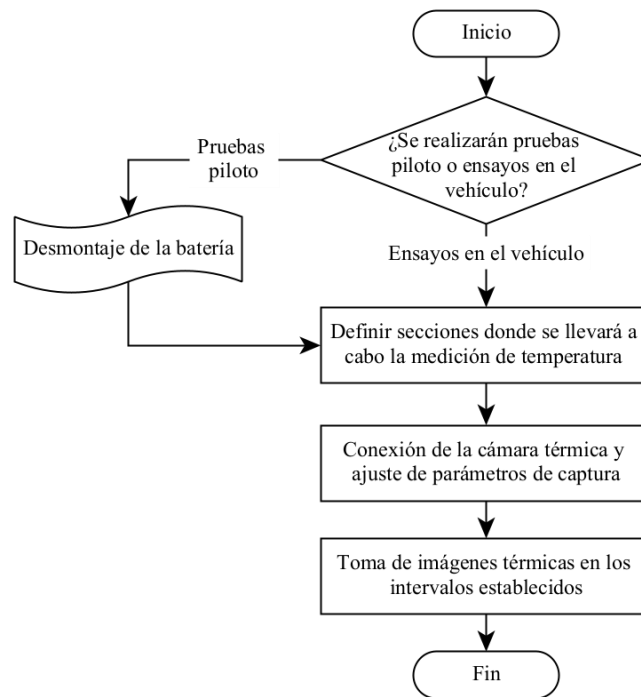 Inicio
¿Se realizarán pruebas
piloto o ensayos en el
vehículo?
Pruebas
piloto
Desmontaje de la batería
Ensayos en el vehículo
Definir secciones donde se llevará a
cabo la medición de temperatura
Conexión de la cámara térmica y
ajuste de parámetros de captura
Toma de imágenes térmicas en los
intervalos establecidos
Fin